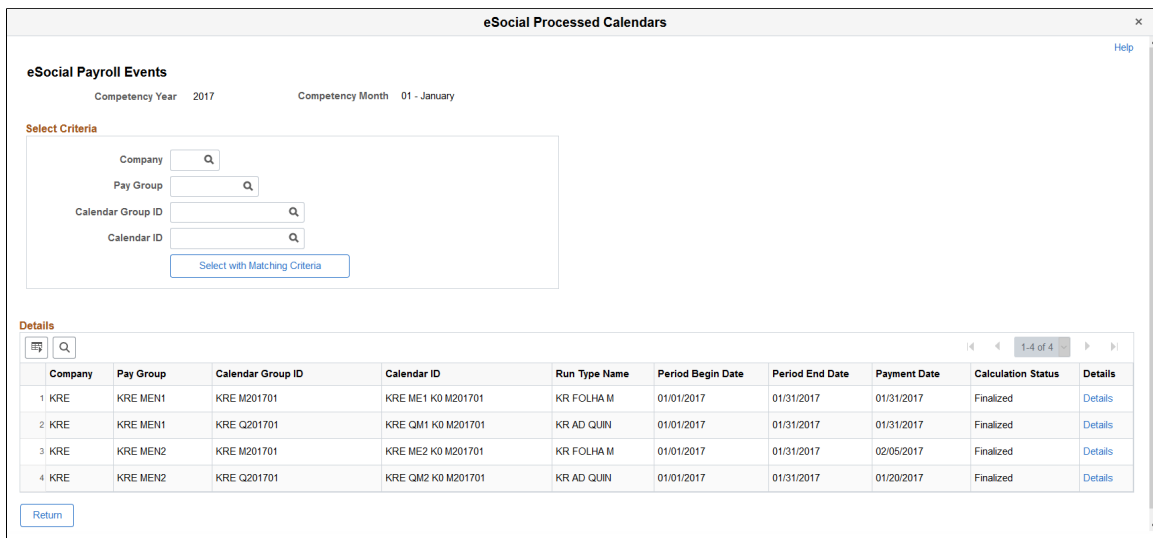 eSocial Processed Calendars ×
Help
eSocial Payroll Events
Competency Year 2017 Competency Month 01 - January
Select Criteria
Company
Pay Group
Calendar Group ID
Calendar ID
Select with Matching Criteria
Details
1-4 of 4
Company Pay Group Calendar Group ID Calendar ID Run Type Name Period Begin Date Period End Date Payment Date Calculation Status Details
1 KRE KRE MEN1 KRE M201701 KRE ME1 K0 M201701 KR FOLHA M 01/01/2017 01/31/2017 01/31/2017 Finalized Details
2 KRE KRE MEN1 KRE Q201701 KRE QM1 K0 M201701 KR AD QUIN 01/01/2017 01/31/2017 01/31/2017 Finalized Details
3 KRE KRE MEN2 KRE M201701 KRE ME2 K0 M201701 KR FOLHA M 01/01/2017 01/31/2017 02/05/2017 Finalized Details
4 KRE KRE MEN2 KRE Q201701 KRE QM2 K0 M201701 KR AD QUIN 01/01/2017 01/31/2017 01/20/2017 Finalized Details
Return